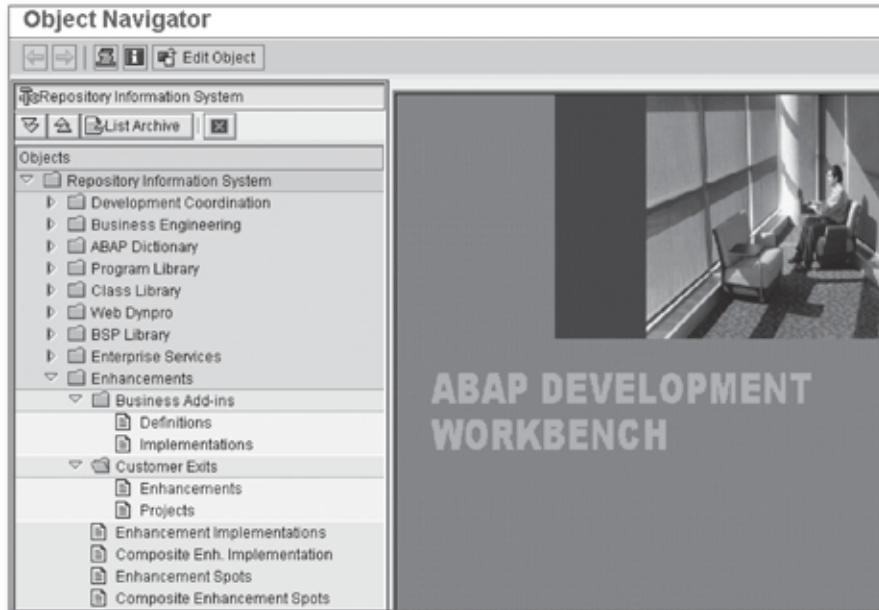 Object Navigator
Edit Object
Repository Information System
List Archive
Objects
Repository Information System
Development Coordination
Business Engineering
ABAP Dictionary
Program Library
Class Library
Web Dynpro
BSP Library
Enterprise Services
Enhancements
Business Add-ins
Definitions
Implementations
Customer Exits
Enhancements
Projects
Enhancement Implementations
Composite Enh. Implementation
Enhancement Spots
Composite Enhancement Spots
ABAP DEVELOPMENT
WORKBENCH